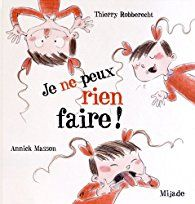 Thierry Robberecht
Je ne peux
rien
faire !
Annick Masson
Mijade